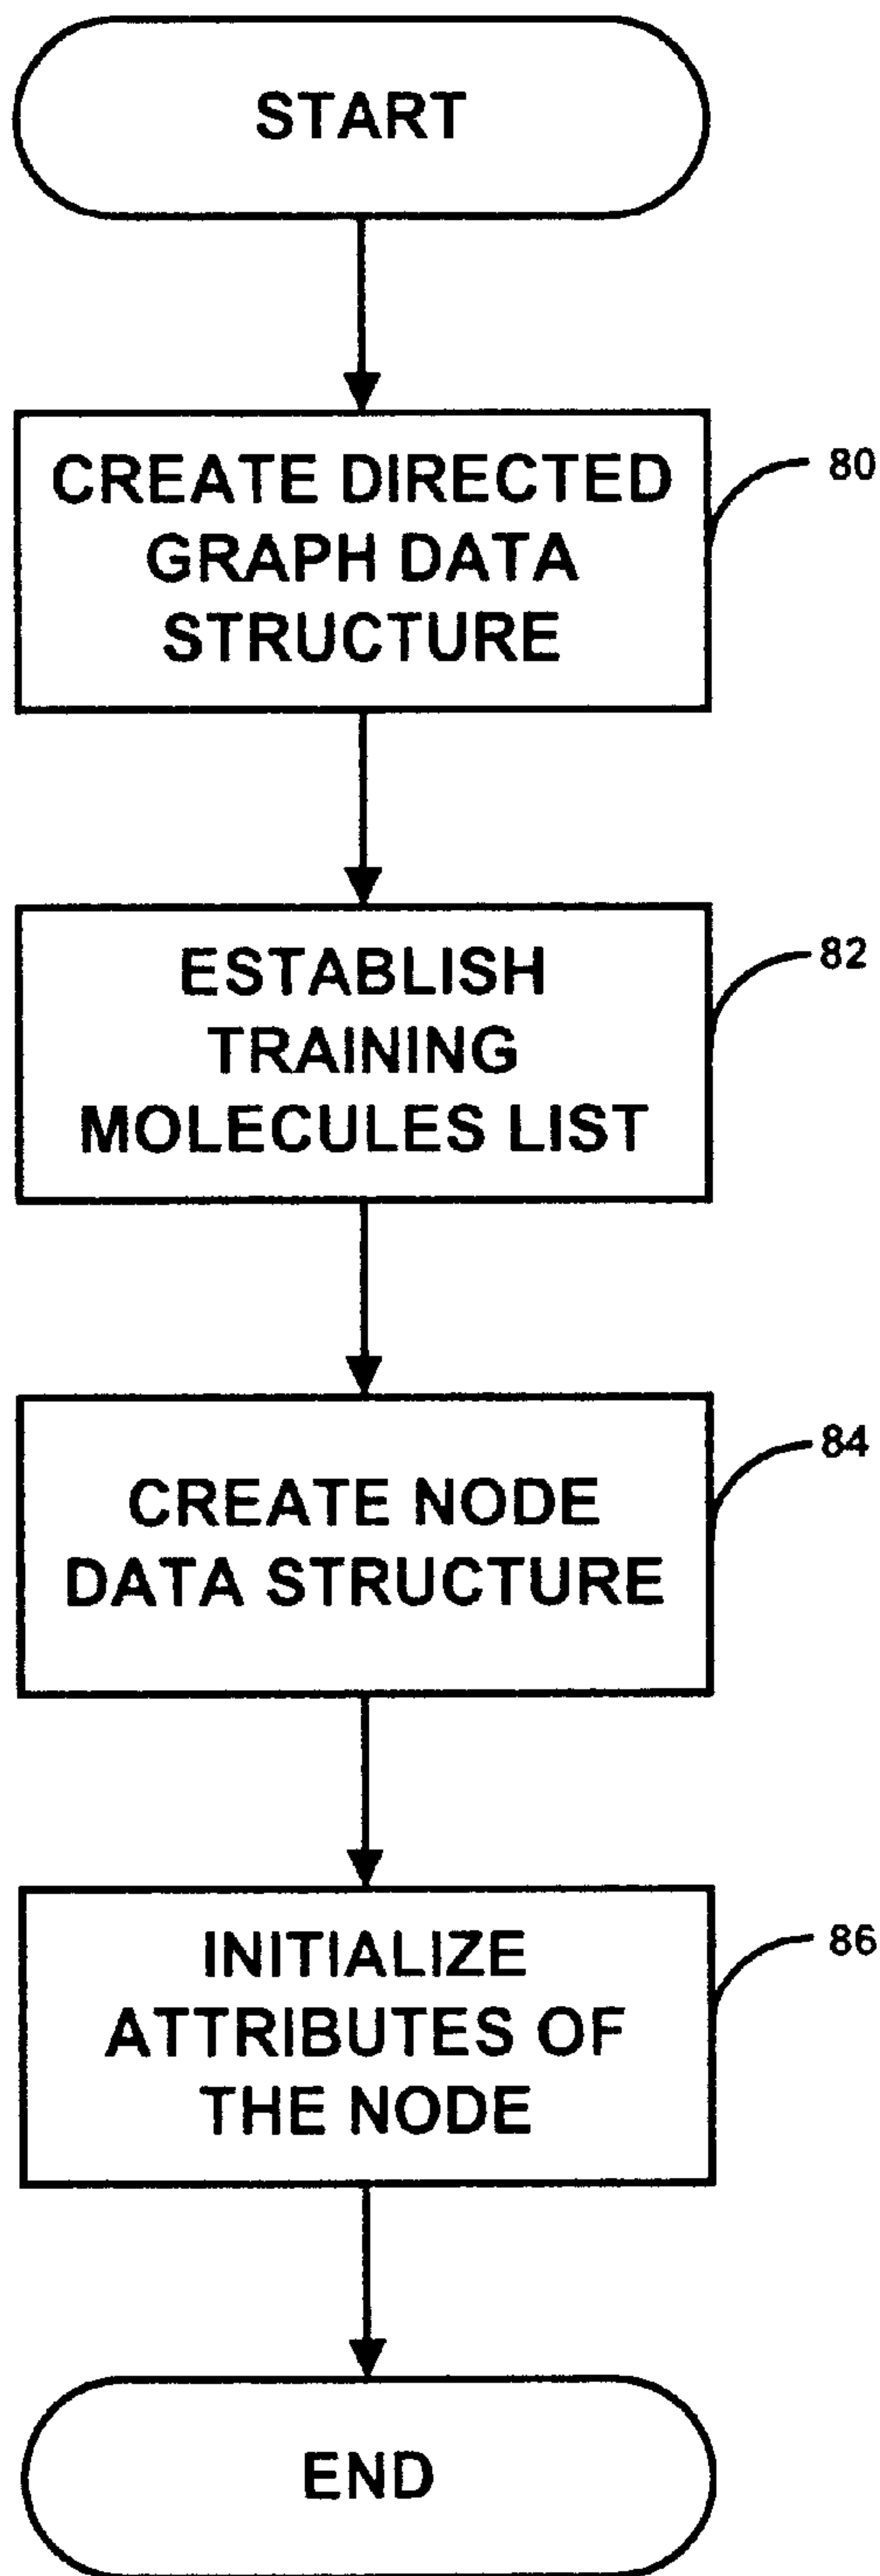 START
CREATE DIRECTED
GRAPH DATA
STRUCTURE
80
ESTABLISH
TRAINING
MOLECULES LIST
82
CREATE NODE
DATA STRUCTURE
84
INITIALIZE
ATTRIBUTES OF
THE NODE
86
END